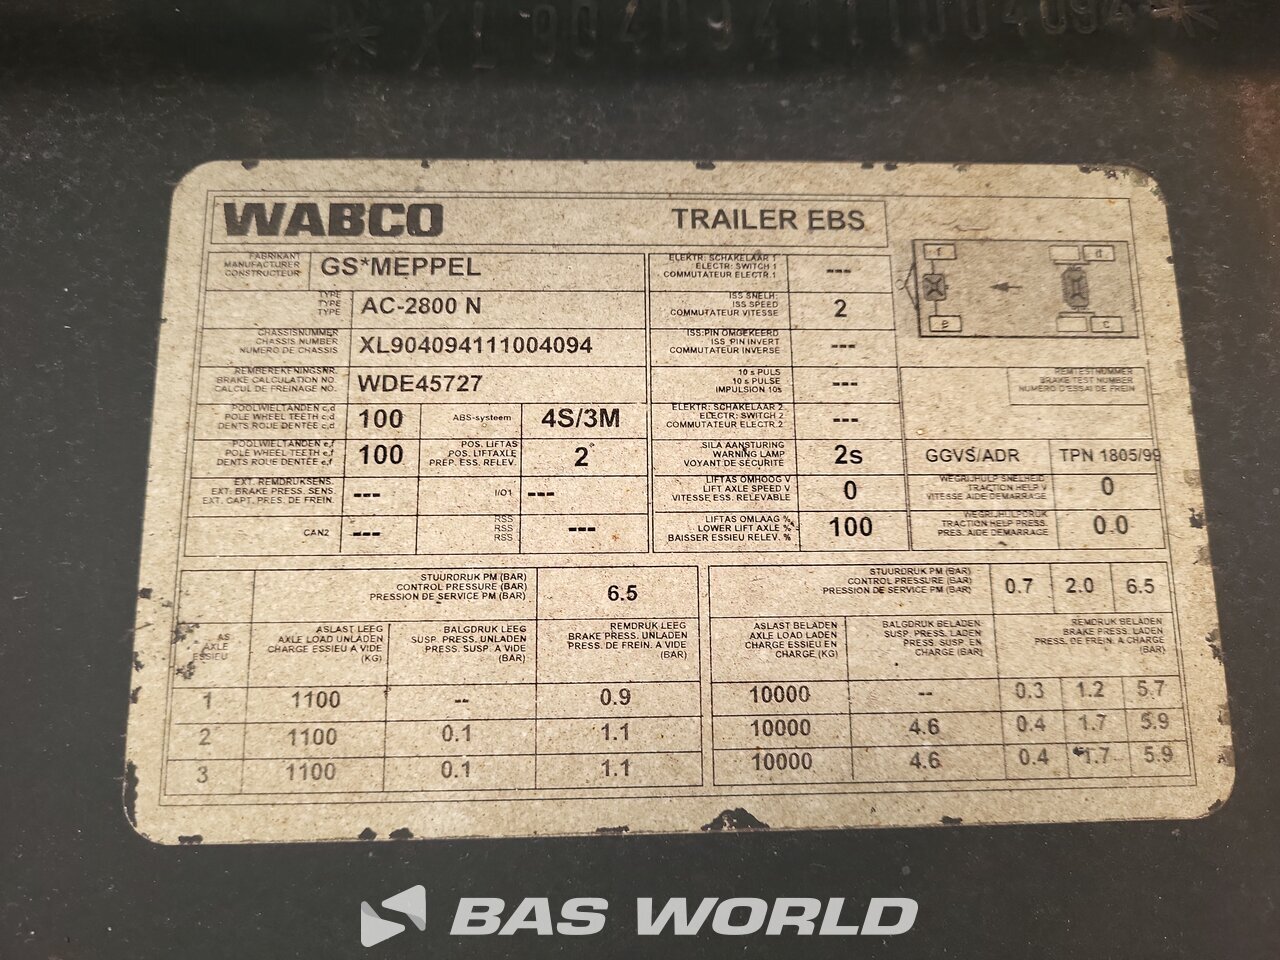 * XL904094111004094 *
WABCO TRAILER EBS
FABRIKANT
MANUFACTURER
CONSTRUCTEUR
GS*MEPPEL
TYPE
TYPE
TYPE
AC-2800 N
CHASSISNUMMER
CHASSIS NUMBER
NUMERO DE CHASSIS
XL904094111004094
REMBEREKENINGSNR.
BRAKE CALCULATION NO.
CALCUL DE FREINAGE NO.
WDE45727
POOLWIELTANDEN c,d
POLE WHEEL TEETH c,d
DENTS ROUE DENTÉE c,d
100
ABS-systeem
4S/3M
POOLWIELTANDEN e,f
POLE WHEEL TEETH e,f
DENTS ROUE DENTÉE e,f
100
POS. LIFTAS
POS. LIFTAXLE
PREP. ESS. RELEV.
2
EXT. REMDRUKSENS.
EXT. BRAKE PRESS. SENS.
EXT. CAPT. PRES. DE FREIN.
---
I/O1
---
CAN2
---
RSS
RSS
RSS
---
ELEKTR. SCHAKELAAR 1
ELECTR. SWITCH 1
COMMUTATEUR ELECTR.1
---
ISS SNELH.
ISS SPEED
COMMUTATEUR VITESSE
2
ISS.PIN OMGEKEERD
ISS PIN INVERT
COMMUTATEUR INVERSE
---
10 s PULS
10 s PULSE
IMPULSION 10s
---
ELEKTR. SCHAKELAAR 2
ELECTR. SWITCH 2
COMMUTATEUR ELECTR.2
---
SILA AANSTURING
WARNING LAMP
VOYANT DE SÉCURITÉ
2s
LIFTAS OMHOOG V
LIFT AXLE SPEED V
VITESSE ESS. RELEVABLE
0
LIFTAS OMLAAG %
LOWER LIFT AXLE %
BAISSER ESSIEU RELEV. %
100
f
d
e
c
REMTESTNUMMER
BRAKE TEST NUMBER
NUMÉRO D'ESSAI DE FREIN
GGVS/ADR
TPN 1805/99
WEGRIJHULP SNELHEID
TRACTION HELP V
VITESSE AIDE DEMARRAGE
0
WEGRIJHULPDRUK
TRACTION HELP PRESS.
PRES. AIDE DEMARRAGE
0.0
STUURDRUK PM (BAR)
CONTROL PRESSURE (BAR)
PRESSION DE SERVICE PM (BAR)
6.5
STUURDRUK PM (BAR)
CONTROL PRESSURE (BAR)
PRESSION DE SERVICE PM (BAR)
0.7 2.0 6.5
AS
AXLE
ESSIEU
ASLAST LEEG
AXLE LOAD UNLADEN
CHARGE ESSIEU A VIDE
(KG)
BALGDRUK LEEG
SUSP. PRESS. UNLADEN
PRESS. SUSP. A VIDE
(BAR)
REMDRUK LEEG
BRAKE PRESS. UNLADEN
PRESS. DE FREIN. A VIDE
(BAR)
ASLAST BELADEN
AXLE LOAD LADEN
CHARGE ESSIEU EN
CHARGE (KG)
BALGDRUK BELADEN
SUSP. PRESS. LADEN
PRESS. SUSP. EN
CHARGE (BAR)
REMDRUK BELADEN
BRAKE PRESS. LADEN
PRESS. DE FREIN. A CHARGE
(BAR)
1 1100 -- 0.9 10000 -- 0.3 1.2 5.7
2 1100 0.1 1.1 10000 4.6 0.4 1.7 5.9
3 1100 0.1 1.1 10000 4.6 0.4 1.7 5.9
BAS WORLD